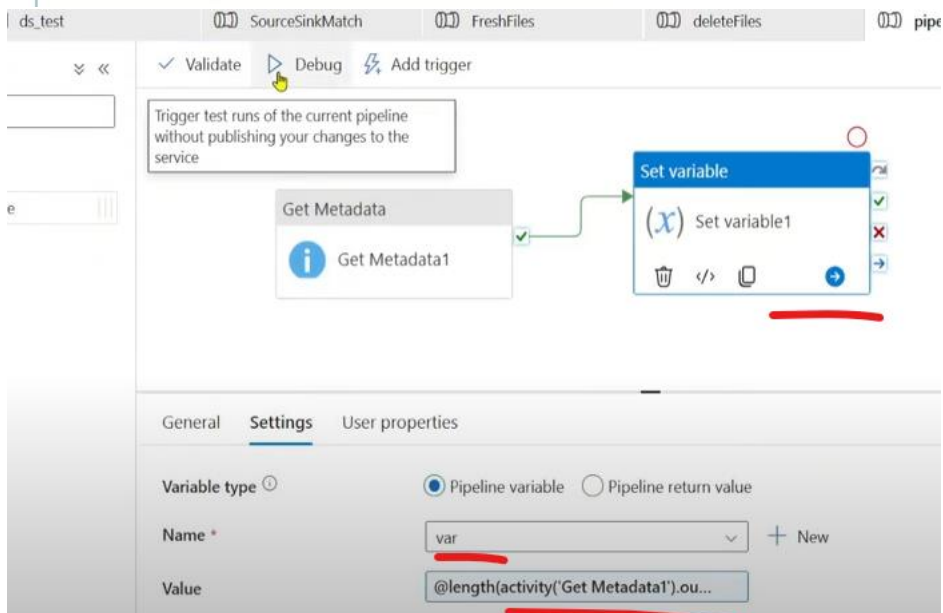 ds_test SourceSinkMatch FreshFiles deleteFiles pipe
Validate Debug Add trigger
Trigger test runs of the current pipeline
without publishing your changes to the
service
e
Set variable
Get Metadata
(x) Set variable1
Get Metadata1
General Settings User properties
Variable type Pipeline variable Pipeline return value
Name * var + New
Value @length(activity('Get Metadata1').ou...